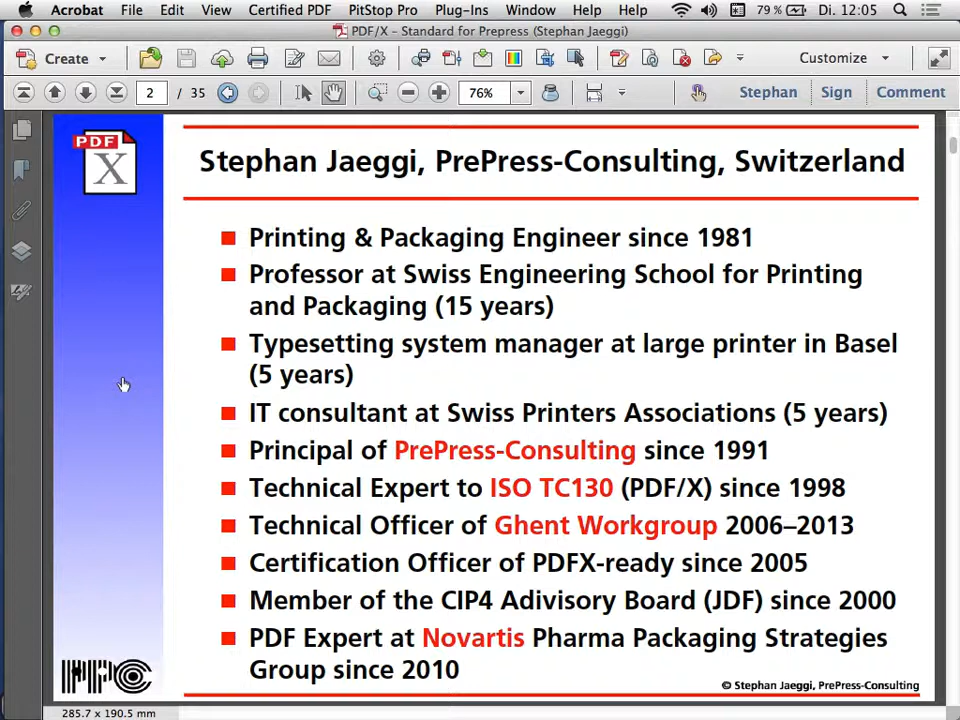 Acrobat File Edit View Certified PDF PitStop Pro Plug-Ins Window Help Help 79 % Di. 12:05
PDF/X – Standard for Prepress (Stephan Jaeggi)
Create Customize
2 / 35 76% Stephan Sign Comment
PDF
X
Stephan Jaeggi, PrePress-Consulting, Switzerland
Printing & Packaging Engineer since 1981
Professor at Swiss Engineering School for Printing
and Packaging (15 years)
Typesetting system manager at large printer in Basel
(5 years)
IT consultant at Swiss Printers Associations (5 years)
Principal of PrePress-Consulting since 1991
Technical Expert to ISO TC130 (PDF/X) since 1998
Technical Officer of Ghent Workgroup 2006–2013
Certification Officer of PDFX-ready since 2005
Member of the CIP4 Adivisory Board (JDF) since 2000
PDF Expert at Novartis Pharma Packaging Strategies
Group since 2010
PPC
© Stephan Jaeggi, PrePress-Consulting
285.7 x 190.5 mm